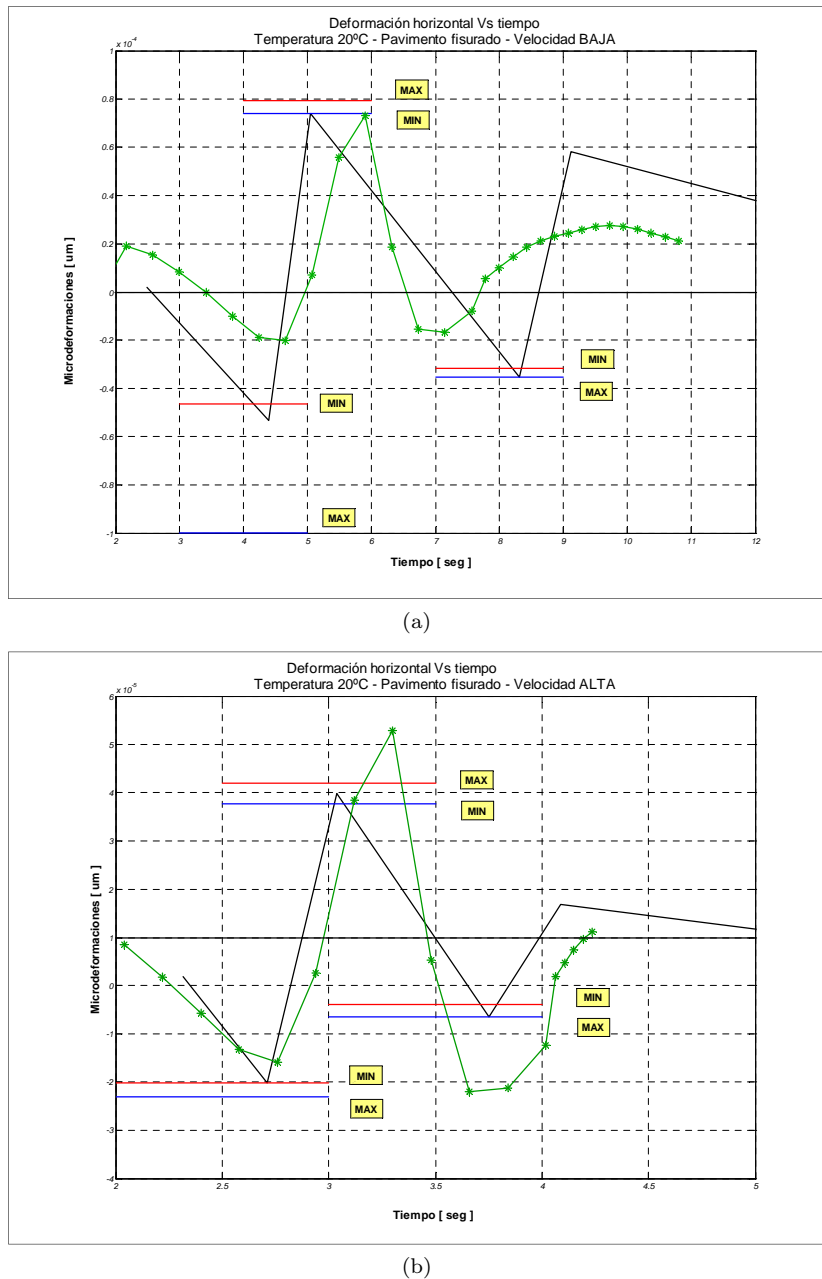 Deformación horizontal Vs tiempo
Temperatura 20ºC - Pavimento fisurado - Velocidad BAJA
x 10⁻⁴
1
0.8
0.6
0.4
0.2
0
-0.2
-0.4
-0.6
-0.8
-1
Microdeformaciones [ um ]
MAX
MIN
MIN
MAX
MIN
MAX
2 3 4 5 6 7 8 9 10 11 12
Tiempo [ seg ]
(a)
Deformación horizontal Vs tiempo
Temperatura 20ºC - Pavimento fisurado - Velocidad ALTA
x 10⁻⁵
6
5
4
3
2
1
0
-1
-2
-3
-4
Microdeformaciones [ um ]
MAX
MIN
MIN
MAX
MIN
MAX
2 2.5 3 3.5 4 4.5 5
Tiempo [ seg ]
(b)